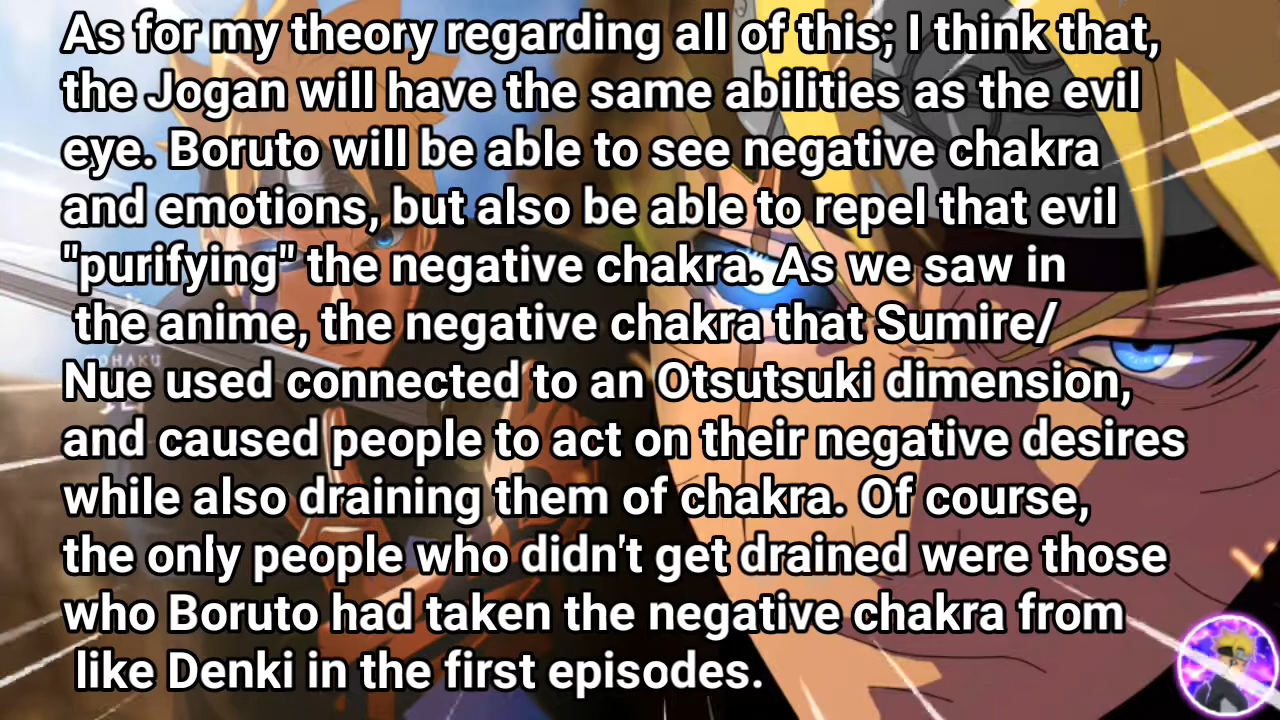 As for my theory regarding all of this; I think that,
the Jogan will have the same abilities as the evil
eye. Boruto will be able to see negative chakra
and emotions, but also be able to repel that evil
"purifying" the negative chakra. As we saw in
the anime, the negative chakra that Sumire/
Nue used connected to an Otsutsuki dimension,
and caused people to act on their negative desires
while also draining them of chakra. Of course,
the only people who didn't get drained were those
who Boruto had taken the negative chakra from
like Denki in the first episodes.